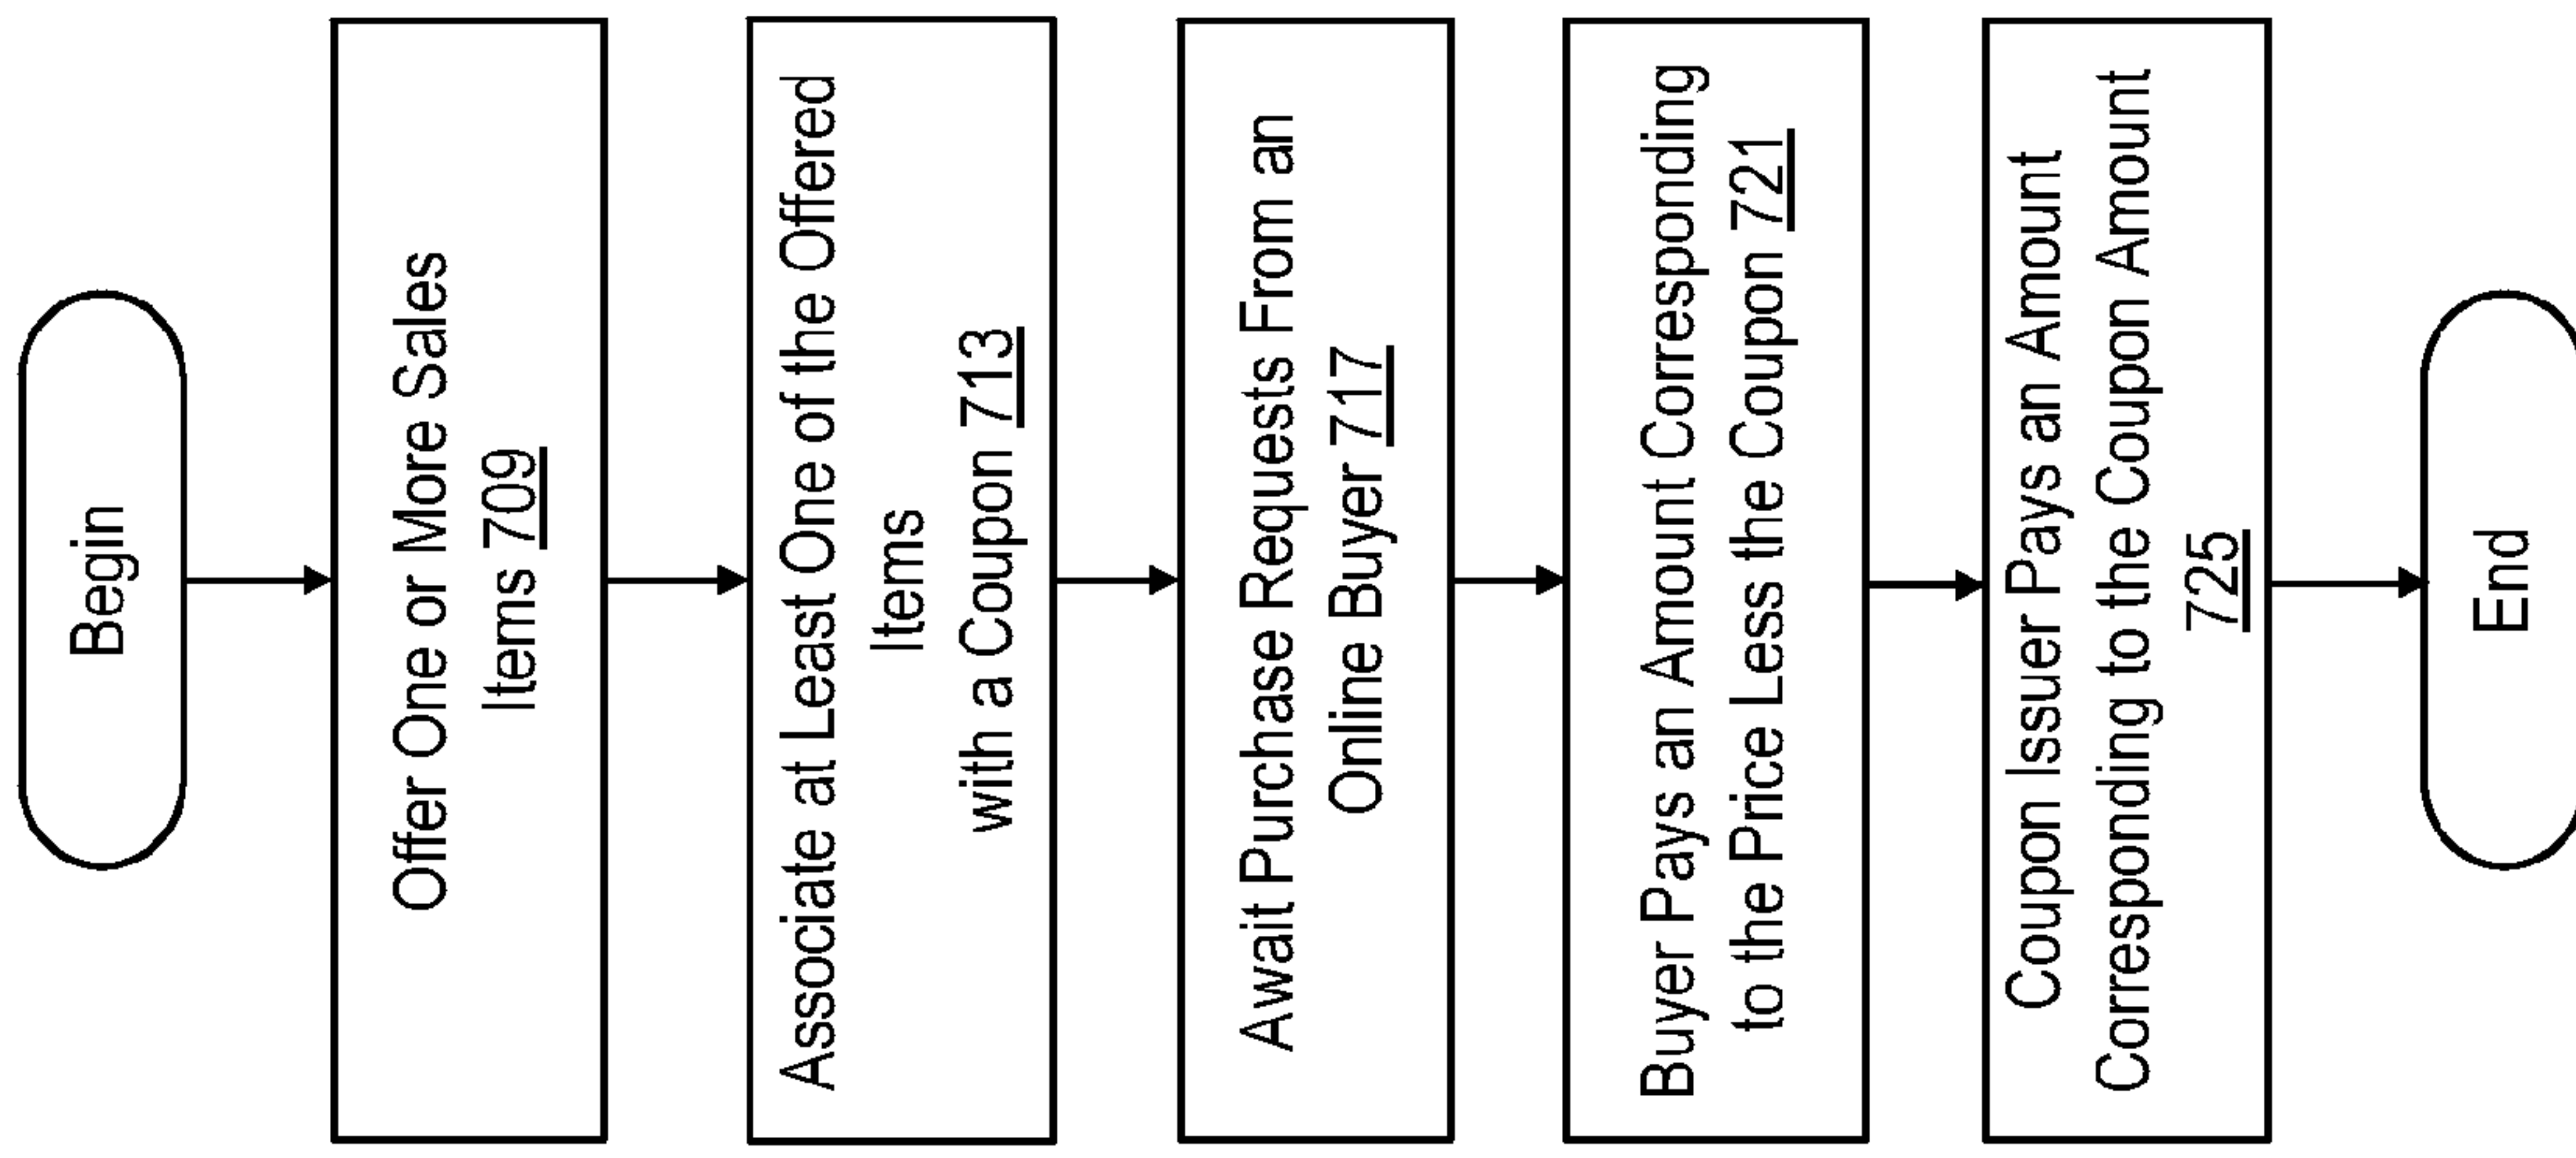 Begin
Offer One or More Sales
Items 709
Associate at Least One of the Offered
Items
with a Coupon 713
Await Purchase Requests From an
Online Buyer 717
Buyer Pays an Amount Corresponding
to the Price Less the Coupon 721
Coupon Issuer Pays an Amount
Corresponding to the Coupon Amount
725
End